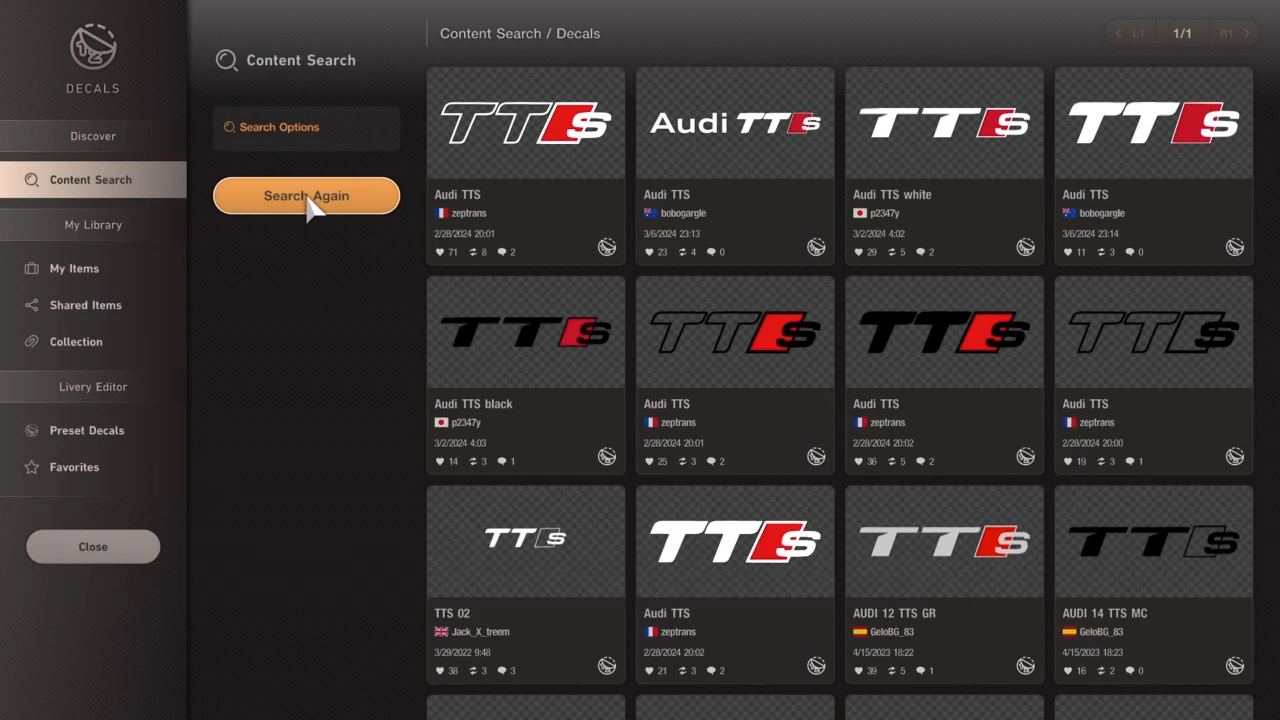 DECALS
Discover
Content Search
My Library
My Items
Shared Items
Collection
Livery Editor
Preset Decals
Favorites
Close
Content Search
Search Options
Search Again
Content Search / Decals
L1
1/1
R1
TTS
Audi TTS
zeptrans
2/28/2024 20:01
71 8 2
Audi TTS
Audi TTS
bobogargle
3/6/2024 23:13
23 4 0
TTS
Audi TTS white
p2347y
3/2/2024 4:02
29 5 2
TTS
Audi TTS
bobogargle
3/6/2024 23:14
11 3 0
TTS
Audi TTS black
p2347y
3/2/2024 4:03
14 3 1
TTS
Audi TTS
zeptrans
2/28/2024 20:01
25 3 2
TTS
Audi TTS
zeptrans
2/28/2024 20:02
36 5 2
TTS
Audi TTS
zeptrans
2/28/2024 20:00
19 3 1
TTS
TTS 02
Jack_X_treem
3/29/2022 9:48
38 3 3
TTS
Audi TTS
zeptrans
2/28/2024 20:02
21 3 2
TTS
AUDI 12 TTS GR
GeloBG_83
4/15/2023 18:22
39 5 1
TTS
AUDI 14 TTS MC
GeloBG_83
4/15/2023 18:23
16 2 0